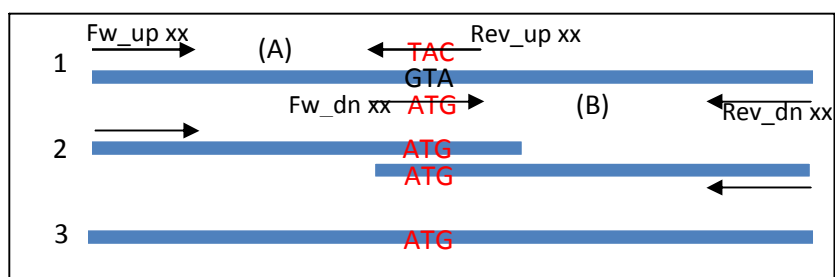 Fw_up xx (A) Rev_up xx
TAC
1
GTA
Fw_dn xx ATG (B) Rev_dn xx
2 ATG
ATG
3 ATG